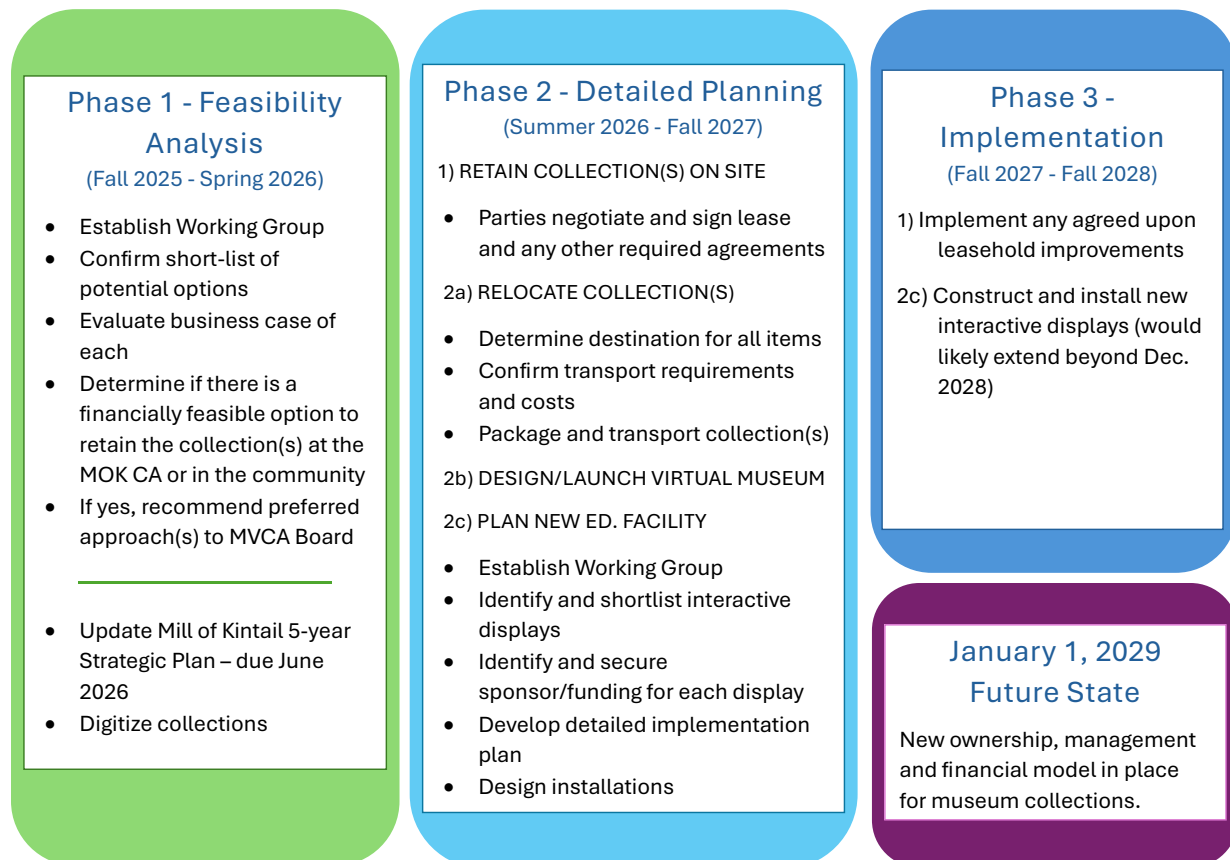 Phase 1 - Feasibility
Analysis
(Fall 2025 - Spring 2026)
• Establish Working Group
• Confirm short-list of
potential options
• Evaluate business case of
each
• Determine if there is a
financially feasible option to
retain the collection(s) at the
MOK CA or in the community
• If yes, recommend preferred
approach(s) to MVCA Board
• Update Mill of Kintail 5-year
Strategic Plan – due June
2026
• Digitize collections
Phase 2 - Detailed Planning
(Summer 2026 - Fall 2027)
1) RETAIN COLLECTION(S) ON SITE
• Parties negotiate and sign lease
and any other required agreements
2a) RELOCATE COLLECTION(S)
• Determine destination for all items
• Confirm transport requirements
and costs
• Package and transport collection(s)
2b) DESIGN/LAUNCH VIRTUAL MUSEUM
2c) PLAN NEW ED. FACILITY
• Establish Working Group
• Identify and shortlist interactive
displays
• Identify and secure
sponsor/funding for each display
• Develop detailed implementation
plan
• Design installations
Phase 3 -
Implementation
(Fall 2027 - Fall 2028)
1) Implement any agreed upon
leasehold improvements
2c) Construct and install new
interactive displays (would
likely extend beyond Dec.
2028)
January 1, 2029
Future State
New ownership, management
and financial model in place
for museum collections.